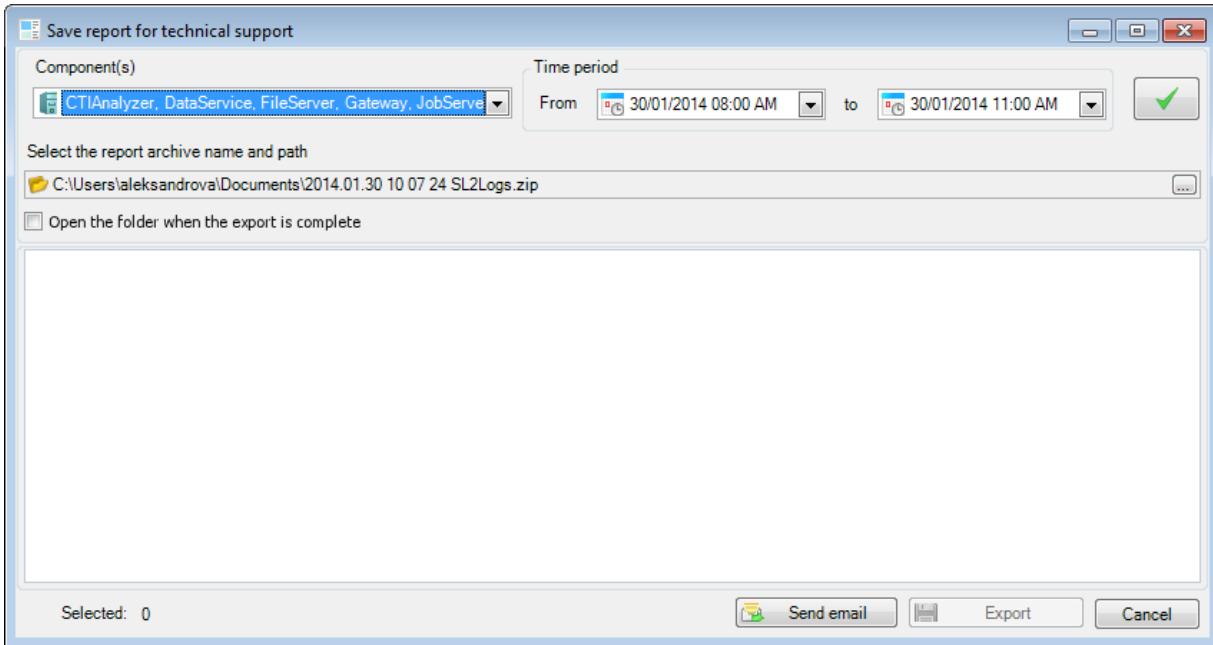 Save report for technical support
Component(s)
Time period
CTIAnalyzer, DataService, FileServer, Gateway, JobServe
From 30/01/2014 08:00 AM to 30/01/2014 11:00 AM
Select the report archive name and path
C:\Users\aleksandrova\Documents\2014.01.30 10 07 24 SL2Logs.zip
...
Open the folder when the export is complete
Selected: 0
Send email
Export
Cancel